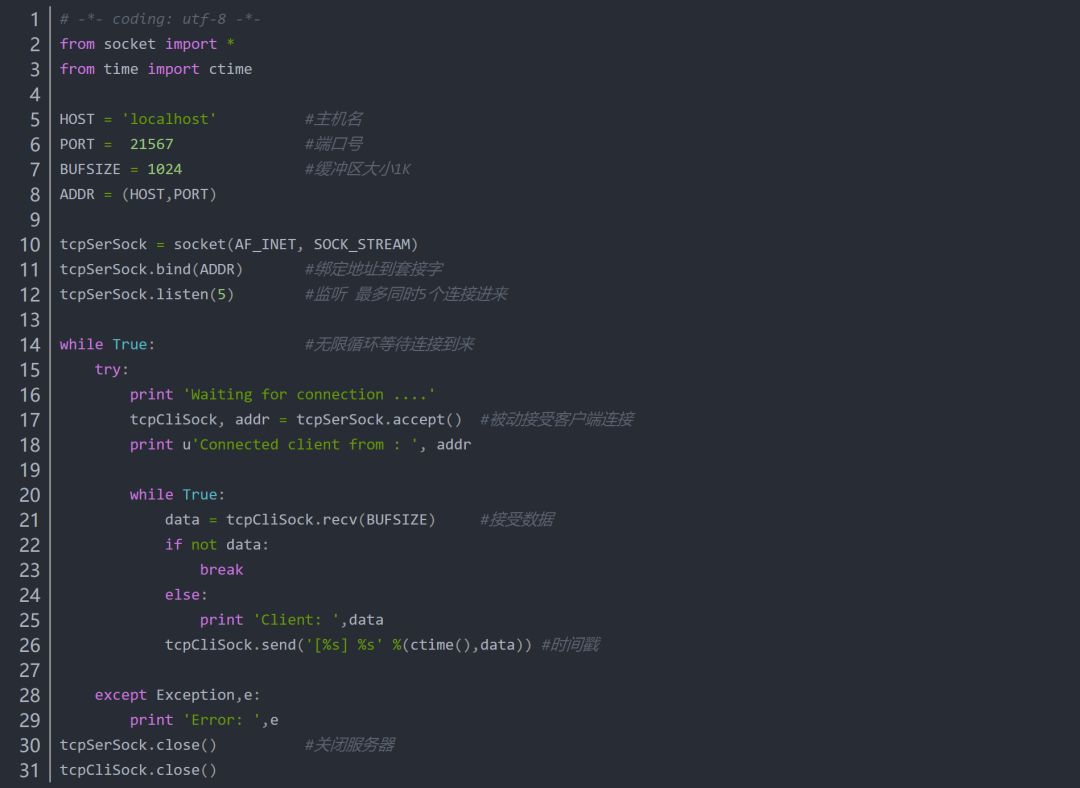 1 # -*- coding: utf-8 -*-
2 from socket import *
3 from time import ctime
4
5 HOST = 'localhost'          #主机名
6 PORT =  21567               #端口号
7 BUFSIZE = 1024              #缓冲区大小1K
8 ADDR = (HOST,PORT)
9
10 tcpSerSock = socket(AF_INET, SOCK_STREAM)
11 tcpSerSock.bind(ADDR)       #绑定地址到套接字
12 tcpSerSock.listen(5)        #监听 最多同时5个连接进来
13
14 while True:                 #无限循环等待连接到来
15     try:
16         print 'Waiting for connection ....'
17         tcpCliSock, addr = tcpSerSock.accept()  #被动接受客户端连接
18         print u'Connected client from : ', addr
19
20         while True:
21             data = tcpCliSock.recv(BUFSIZE)     #接受数据
22             if not data:
23                 break
24             else:
25                 print 'Client: ',data
26             tcpCliSock.send('[%s] %s' %(ctime(),data)) #时间戳
27
28     except Exception,e:
29         print 'Error: ',e
30 tcpSerSock.close()          #关闭服务器
31 tcpCliSock.close()